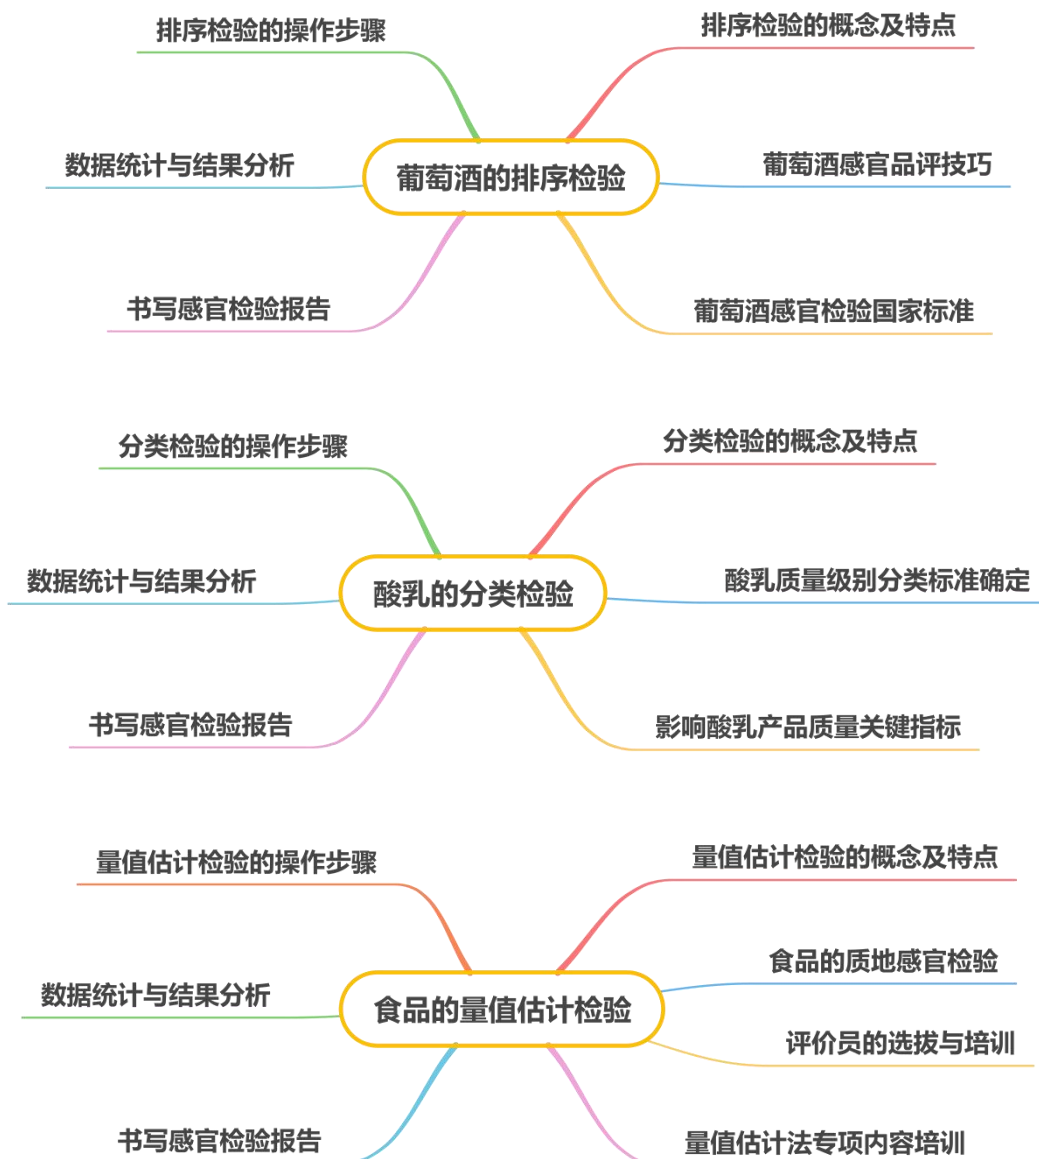 排序检验的操作步骤
排序检验的概念及特点
数据统计与结果分析
葡萄酒的排序检验
葡萄酒感官品评技巧
书写感官检验报告
葡萄酒感官检验国家标准
分类检验的操作步骤
分类检验的概念及特点
数据统计与结果分析
酸乳的分类检验
酸乳质量级别分类标准确定
书写感官检验报告
影响酸乳产品质量关键指标
量值估计检验的操作步骤
量值估计检验的概念及特点
食品的质地感官检验
数据统计与结果分析
食品的量值估计检验
评价员的选拔与培训
书写感官检验报告
量值估计法专项内容培训